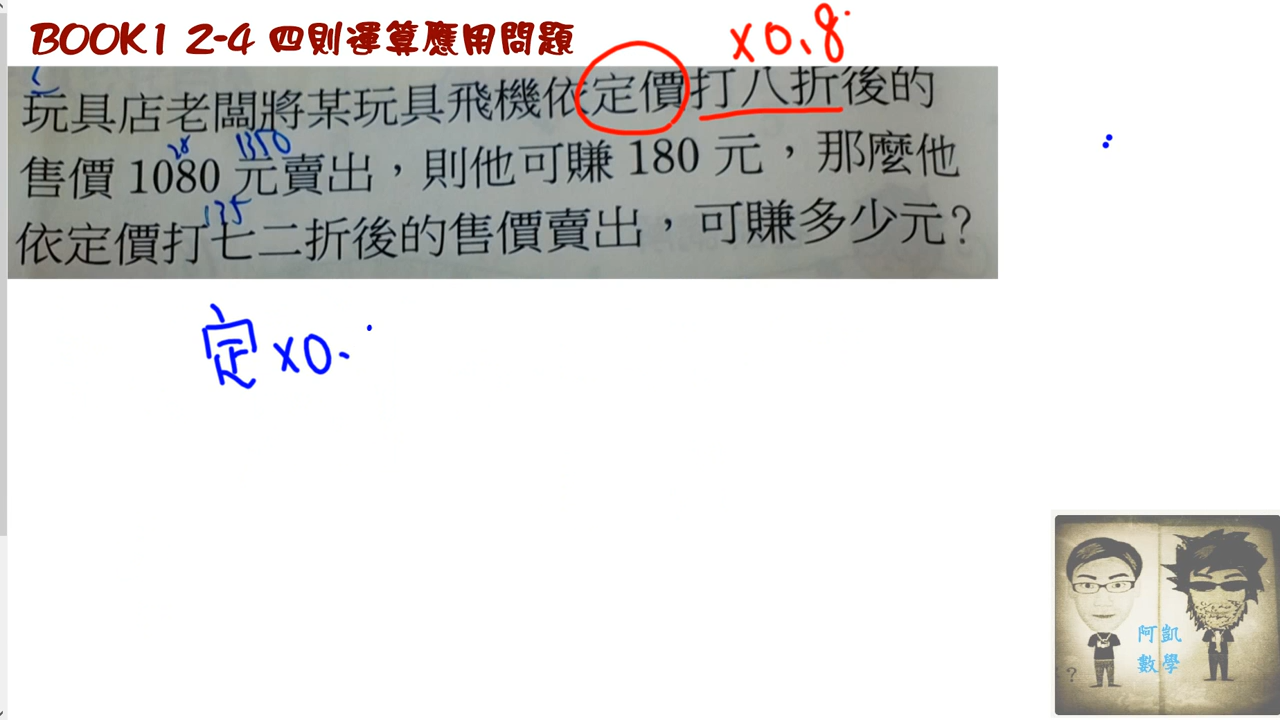 BOOK1 2-4 四則運算應用問題
×0.8
玩具店老闆將某玩具飛機依定價打八折後的
1350
售價 1080 元賣出,則他可賺 180 元,那麼他
135
依定價打七二折後的售價賣出,可賺多少元?
定×0.
阿凱
數學
?